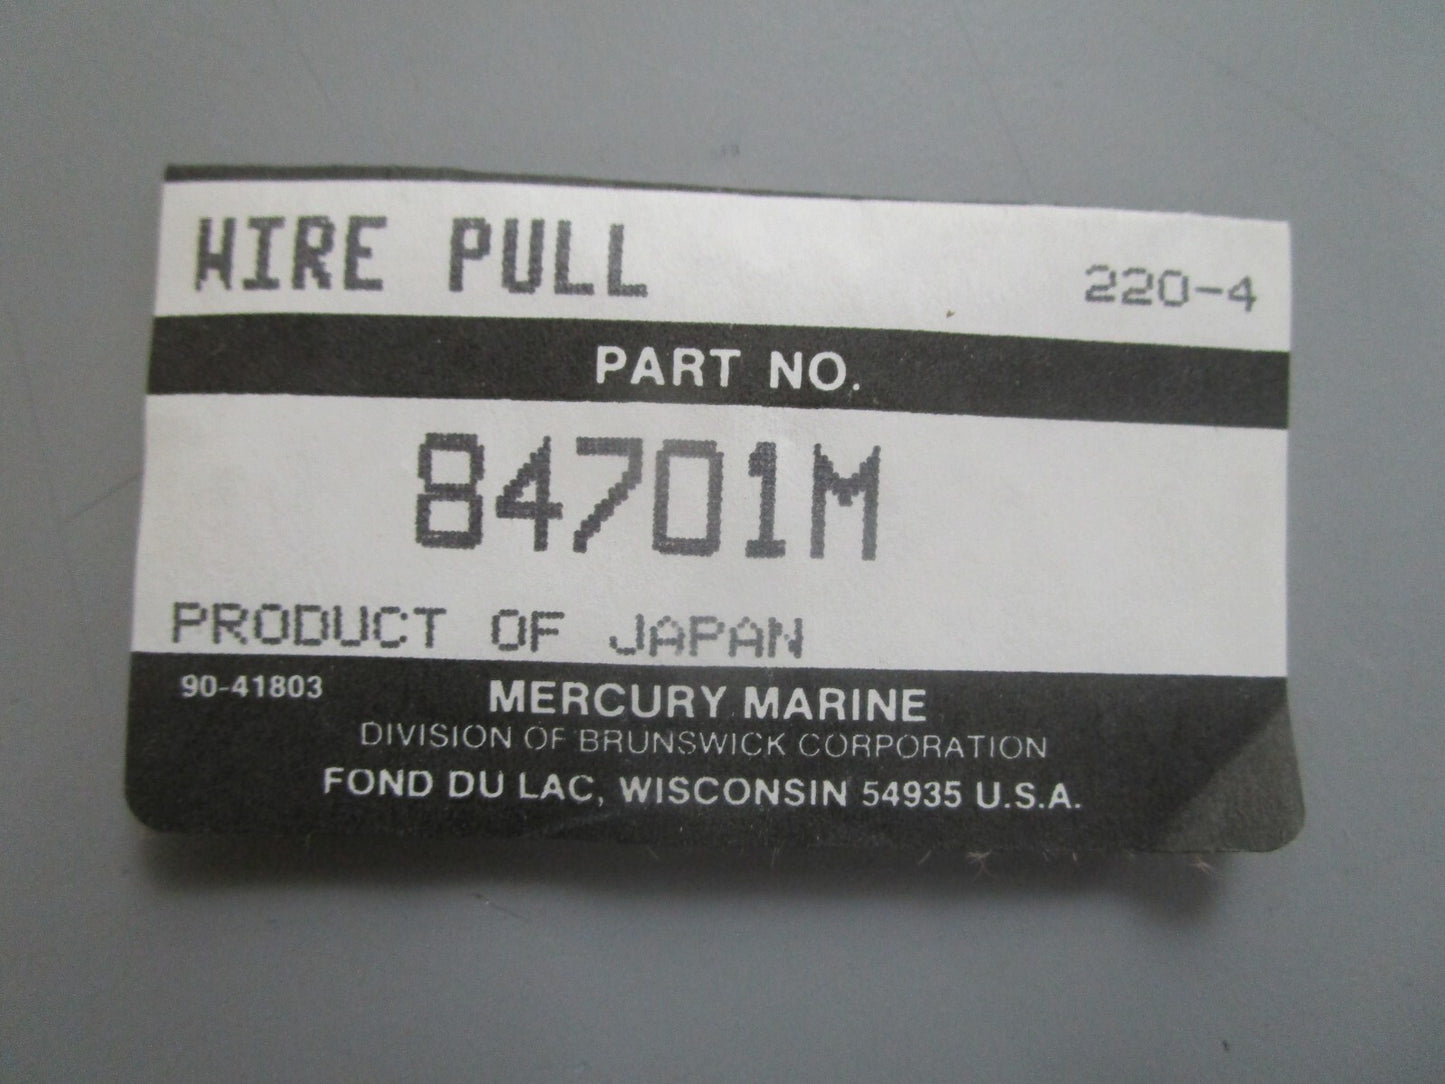 WIRE PULL
220-4
PART NO.
84701M
PRODUCT OF JAPAN
90-41803
MERCURY MARINE
DIVISION OF BRUNSWICK CORPORATION
FOND DU LAC, WISCONSIN 54935 U.S.A.